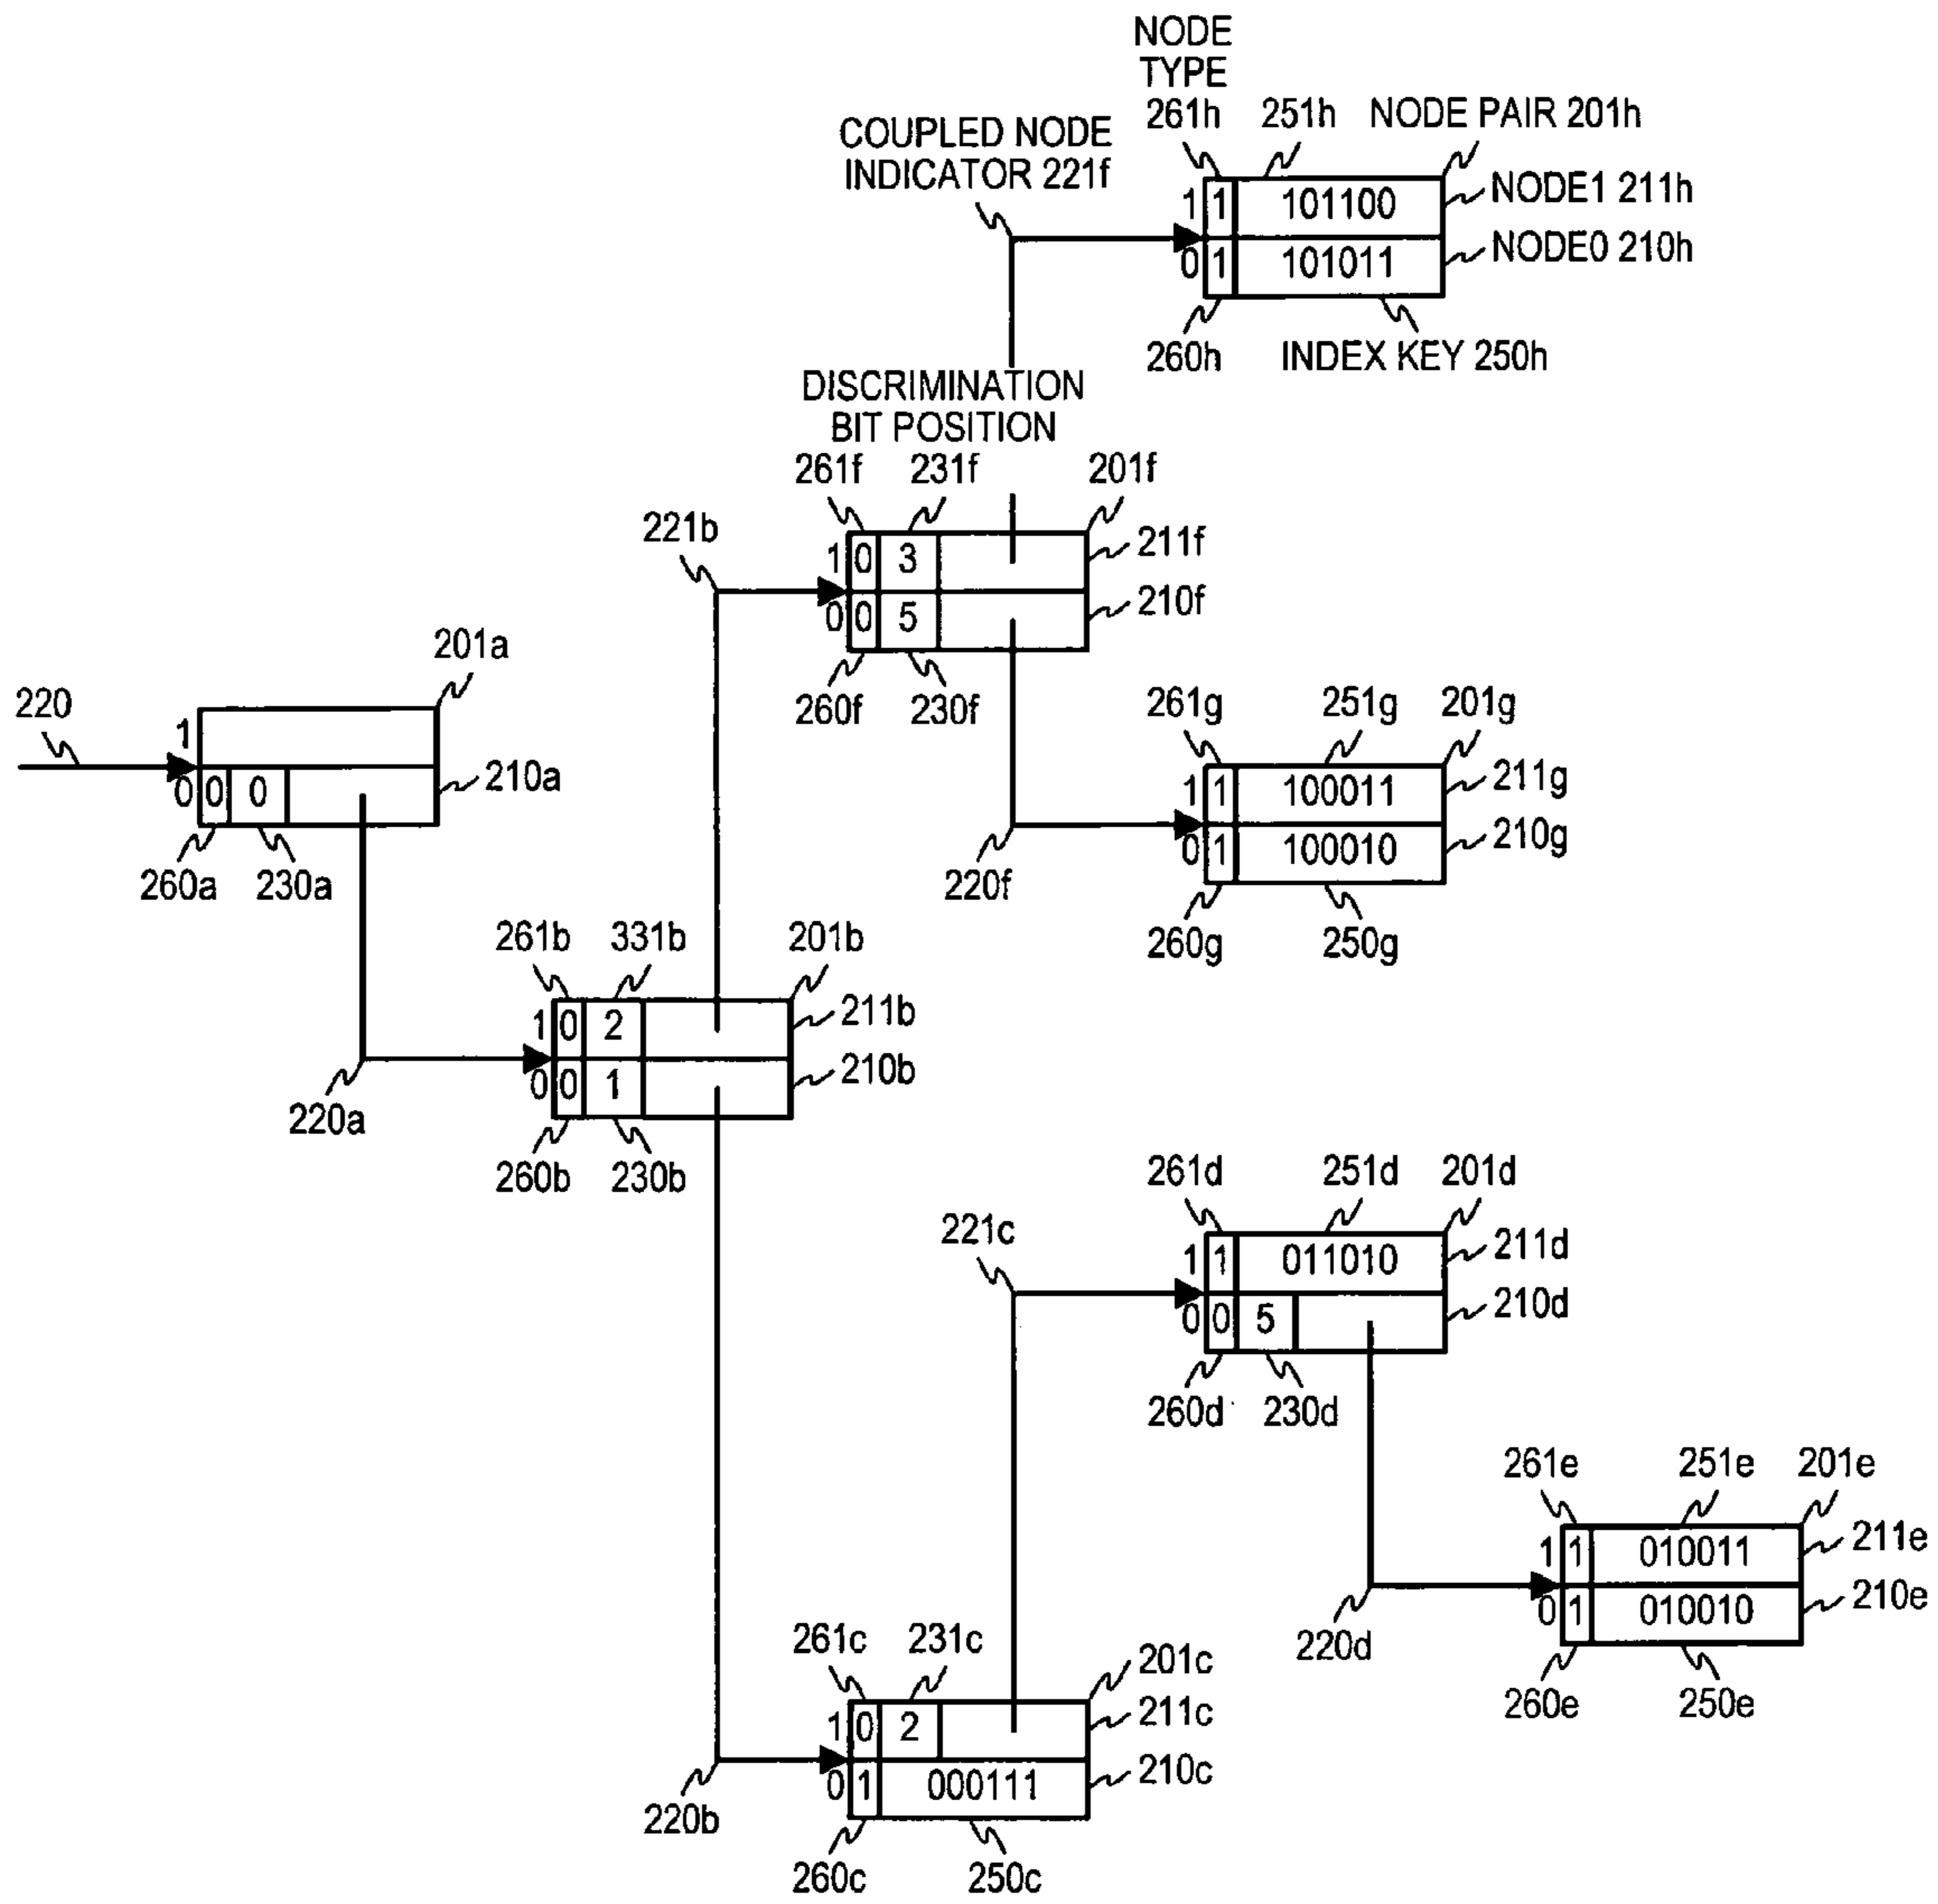 NODE
TYPE
261h 251h NODE PAIR 201h
COUPLED NODE
INDICATOR 221f
1 1 101100 NODE1 211h
0 1 101011 NODE0 210h
260h INDEX KEY 250h
DISCRIMINATION
BIT POSITION
261f 231f 201f
221b
1 0 3 211f
0 0 5 210f
260f 230f
201a
220
1
0 0 0 210a
260a 230a
261g 251g 201g
1 1 100011 211g
0 1 100010 210g
220f
260g 250g
261b 331b 201b
1 0 2 211b
0 0 1 210b
220a
260b 230b
261d 251d 201d
221c
1 1 011010 211d
0 0 5 210d
260d 230d
261e 251e 201e
1 1 010011 211e
0 1 010010 210e
220d
260e 250e
261c 231c 201c
1 0 2 211c
0 1 000111 210c
220b
260c 250c